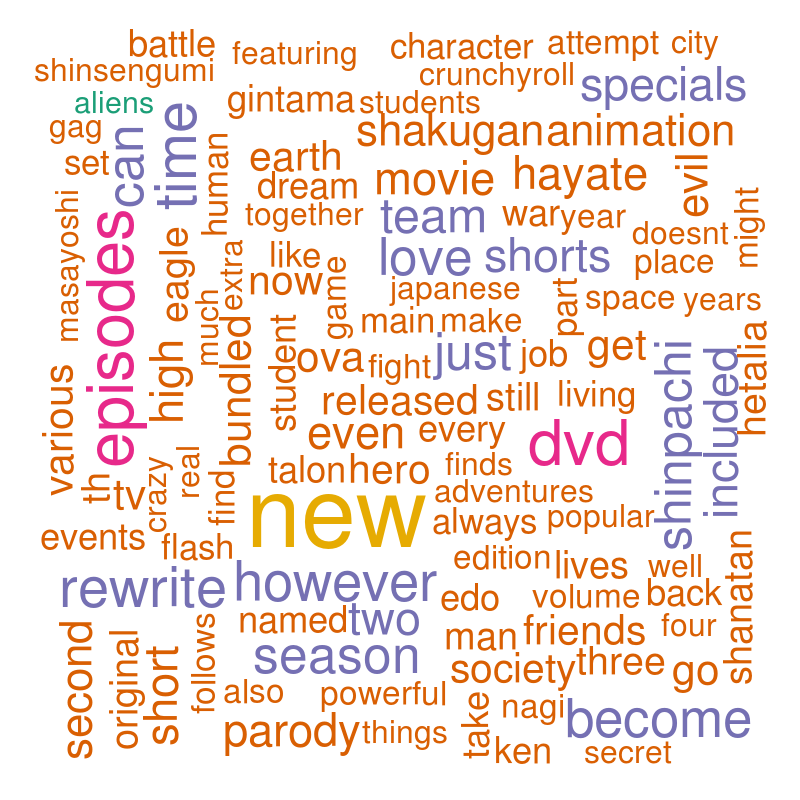 battle
featuring
character
attempt
city
shinsengumi
crunchyroll
specials
aliens
gintama
students
gag
can
time
shakugan
animation
set
human
earth
dream
movie
hayate
evil
masayoshi
together
team
war
year
might
episodes
eagle
extra
like
love
shorts
doesnt
place
now
game
japanese
part
space
years
high
much
bundled
student
main
make
ova
fight
just
job
get
shinpachi
included
hetalia
various
released
still
living
even
every
dvd
th
tv
crazy
real
find
talon
hero
finds
adventures
new
events
flash
always
popular
edition
lives
well
shanatan
rewrite
however
edo
volume
back
named
two
man
friends
four
second
original
short
follows
season
society
three
go
also
powerful
take
nagi
become
parody
things
ken
secret